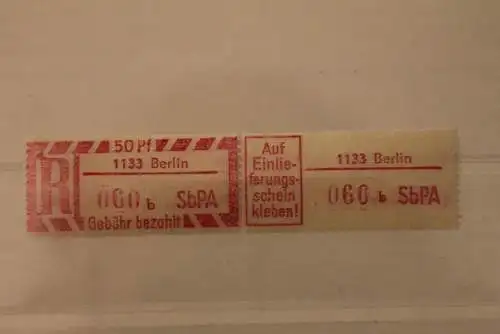 50 Pf
R
1133 Berlin
060 b SbPA
Gebühr bezahlt
Auf
Einlie-
ferungs-
schein
kleben!
1133 Berlin
060 b SbPA